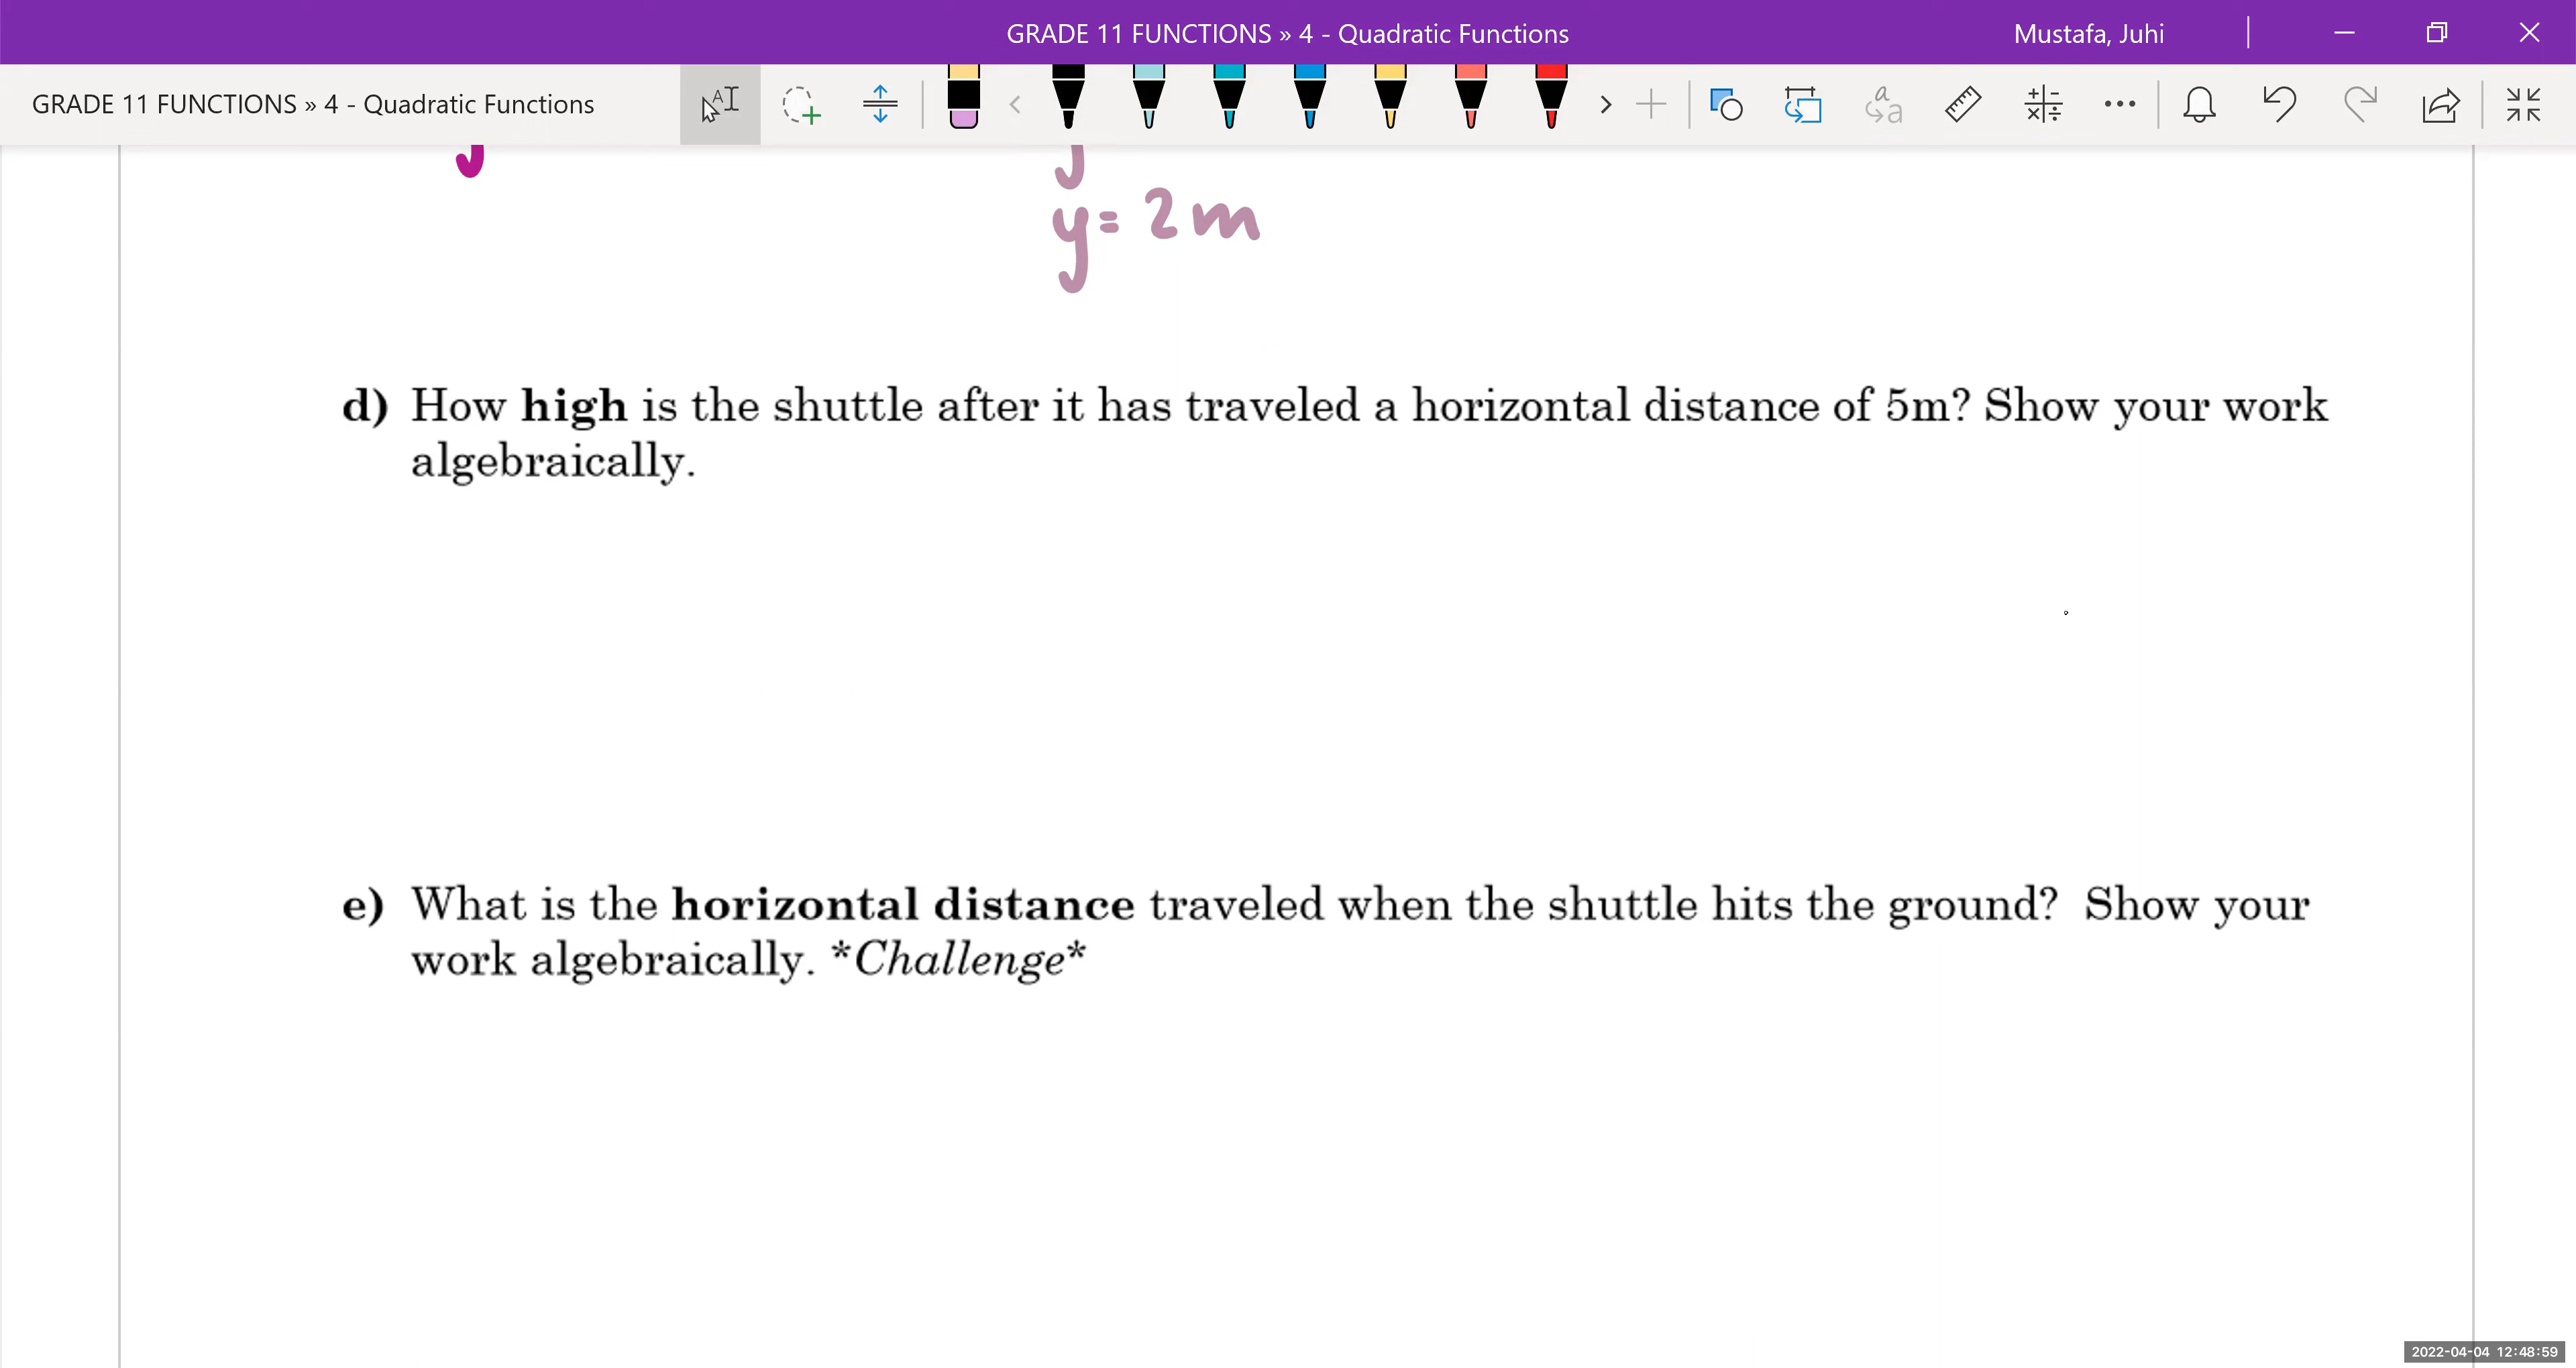 GRADE 11 FUNCTIONS » 4 - Quadratic Functions
Mustafa, Juhi
GRADE 11 FUNCTIONS » 4 - Quadratic Functions
y= 2m
d) How high is the shuttle after it has traveled a horizontal distance of 5m? Show your work
algebraically.
e) What is the horizontal distance traveled when the shuttle hits the ground? Show your
work algebraically. *Challenge*
2022-04-04 12:48:59